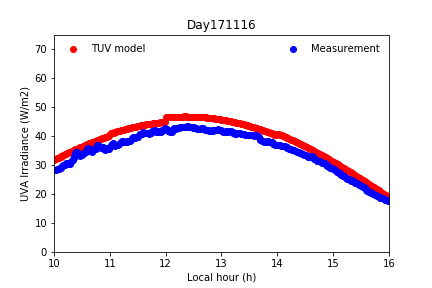 Day171116
TUV model
Measurement
UVA Irradiance (W/m2)
70
60
50
40
30
20
10
0
10 11 12 13 14 15 16
Local hour (h)